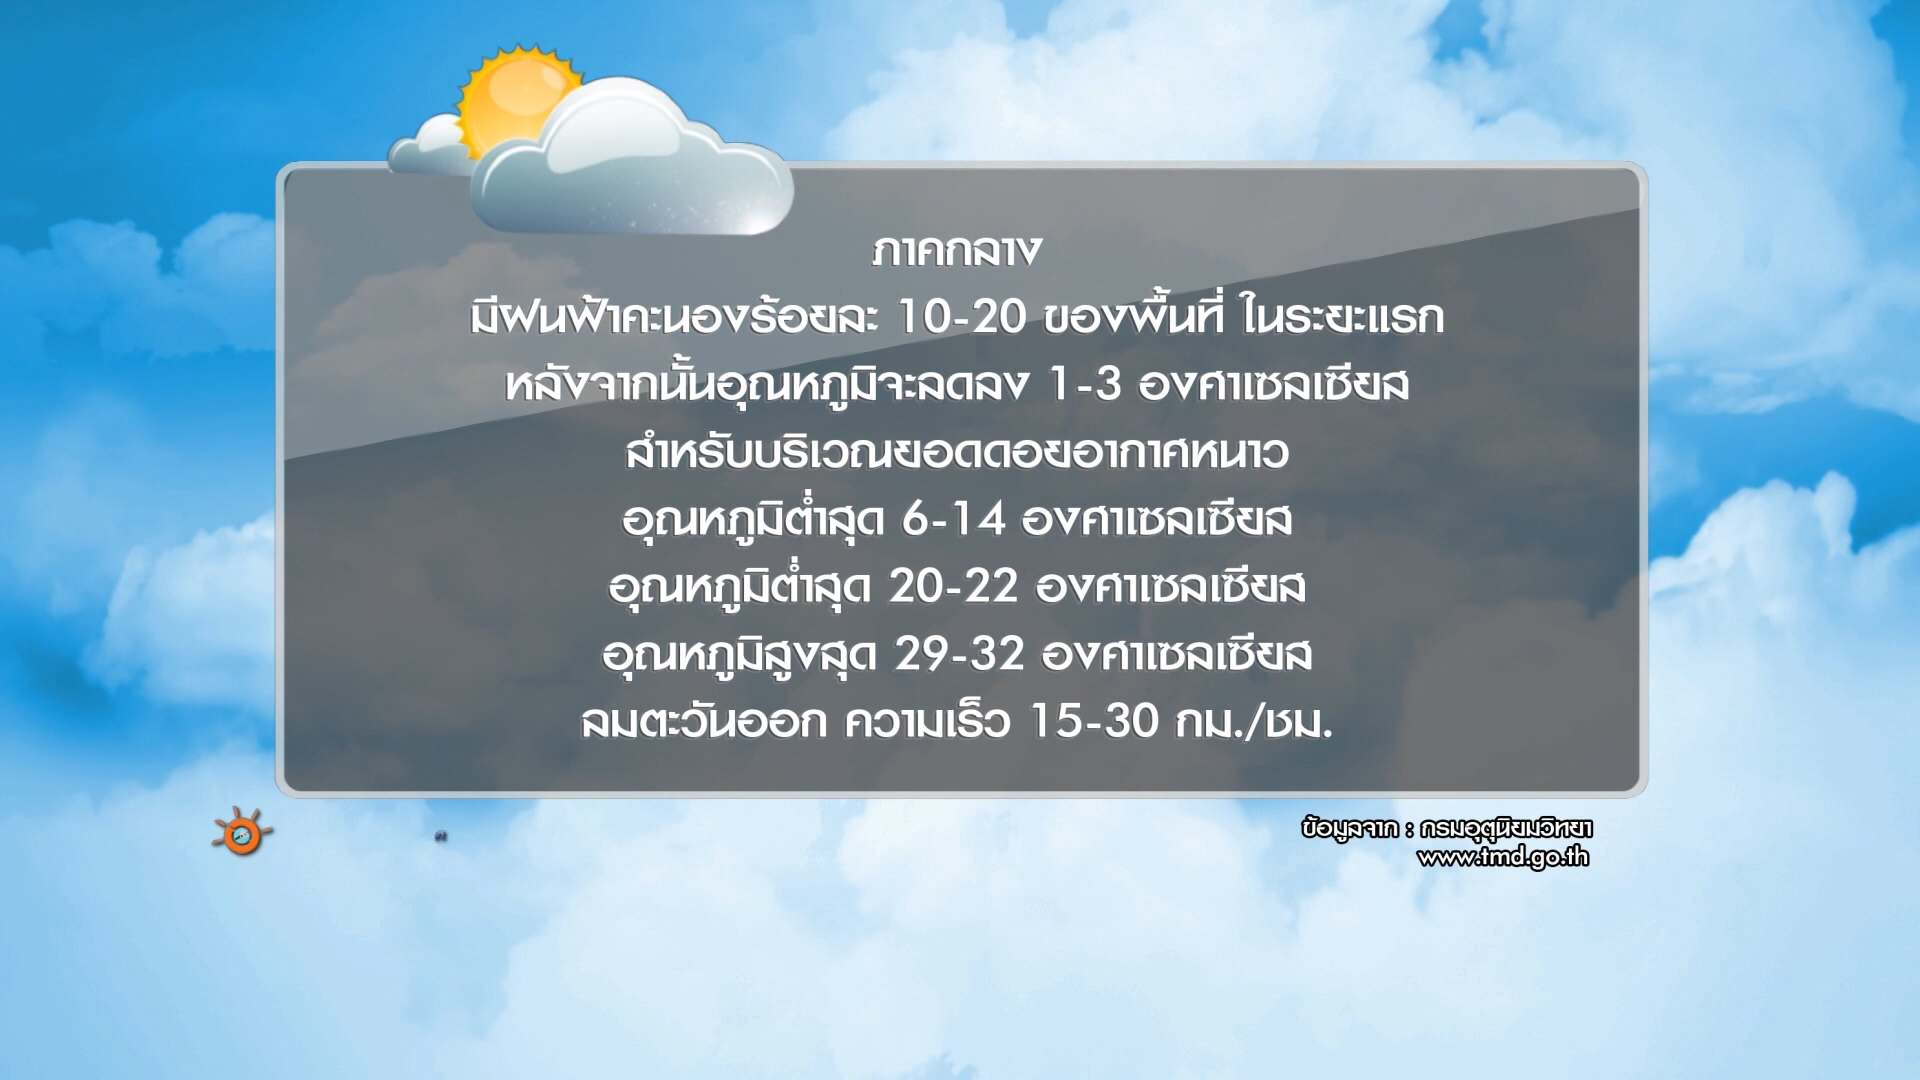 ภาคกลาง
มีฝนฟ้าคะนองร้อยละ 10-20 ของพื้นที่ ในระยะแรก
หลังจากนั้นอุณหภูมิจะลดลง 1-3 องศาเซลเซียส
สำหรับบริเวณยอดดอยอากาศหนาว
อุณหภูมิต่ำสุด 6-14 องศาเซลเซียส
อุณหภูมิต่ำสุด 20-22 องศาเซลเซียส
อุณหภูมิสูงสุด 29-32 องศาเซลเซียส
ลมตะวันออก ความเร็ว 15-30 กม./ชม.
ข้อมูลจาก : กรมอุตุนิยมวิทยา
www.tmd.go.th